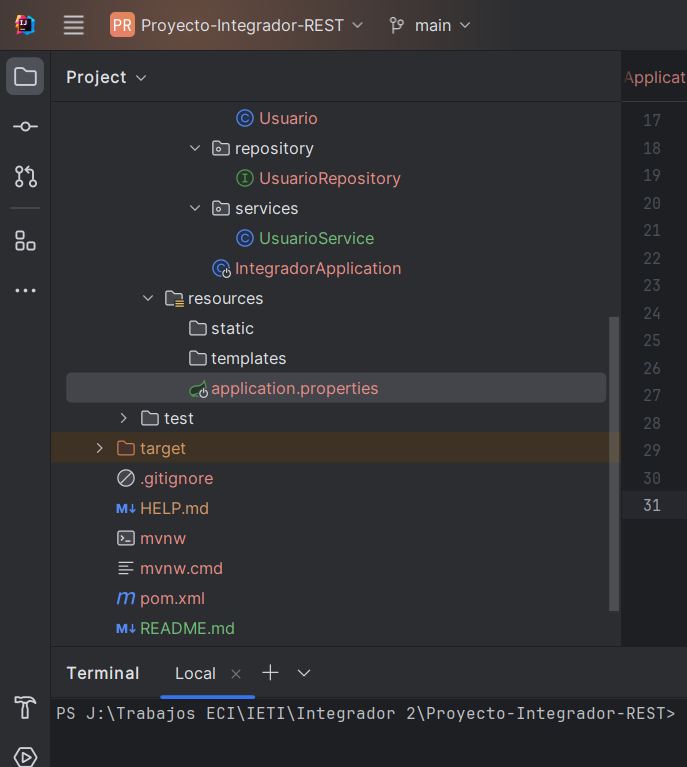 PR Proyecto-Integrador-REST main
Project
Applicat
Usuario
17
repository
18
UsuarioRepository
19
services
20
UsuarioService
21
IntegradorApplication
22
resources
23
static
24
templates
25
application.properties
26
test
27
target
28
.gitignore
29
HELP.md
30
mvnw
31
mvnw.cmd
pom.xml
README.md
Terminal Local
PS J:\Trabajos ECI\IETI\Integrador 2\Proyecto-Integrador-REST>